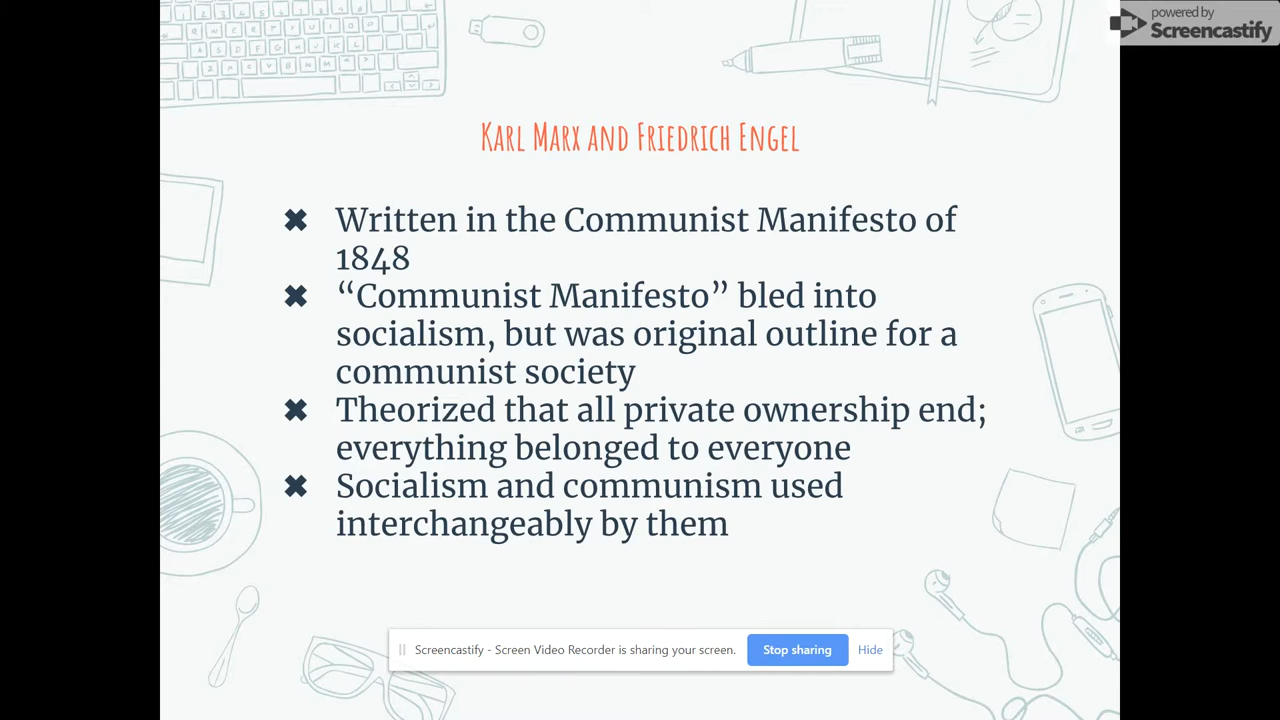 powered by
Screencastify
Karl Marx and Friedrich Engel
✖ Written in the Communist Manifesto of
1848
✖ “Communist Manifesto” bled into
socialism, but was original outline for a
communist society
✖ Theorized that all private ownership end;
everything belonged to everyone
✖ Socialism and communism used
interchangeably by them
Screencastify - Screen Video Recorder is sharing your screen. Stop sharing Hide